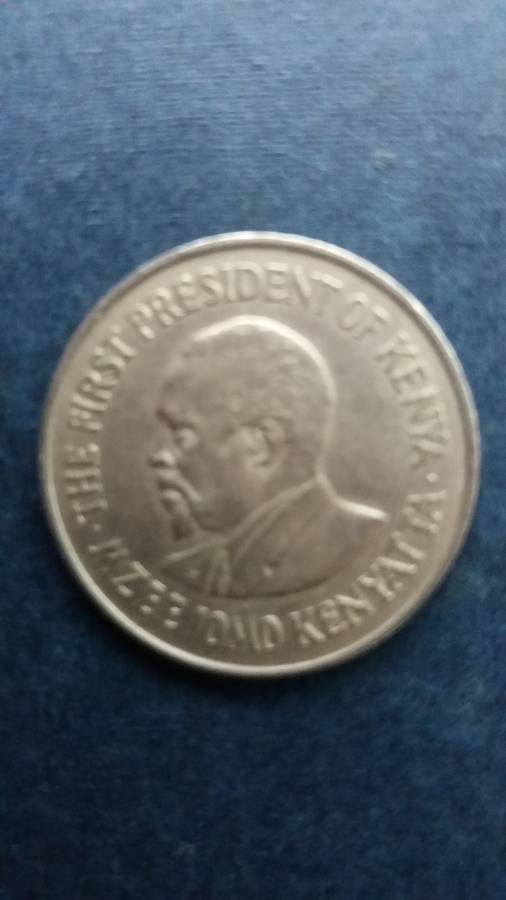 · THE FIRST PRESIDENT OF KENYA ·
MZEE JOMO KENYATTA